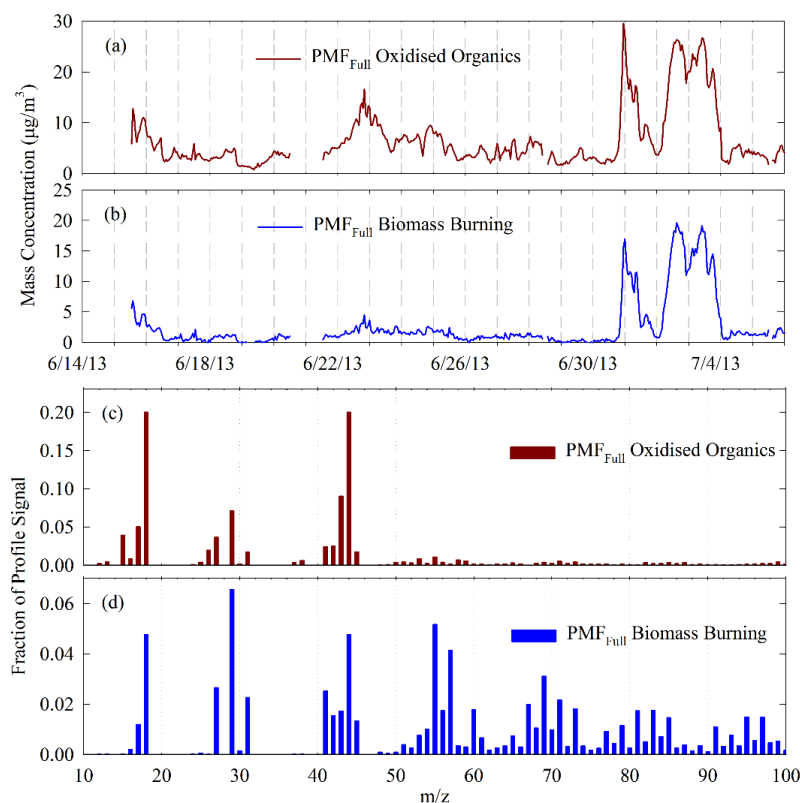 (a)
PMFFull Oxidised Organics
30
20
10
0
Mass Concentration (µg/m3)
(b)
PMFFull Biomass Burning
25
20
15
10
5
0
6/14/13 6/18/13 6/22/13 6/26/13 6/30/13 7/4/13
(c)
PMFFull Oxidised Organics
0.20
0.15
0.10
0.05
0.00
Fraction of Profile Signal
(d)
PMFFull Biomass Burning
0.06
0.04
0.02
0.00
10 20 30 40 50 60 70 80 90 100
m/z